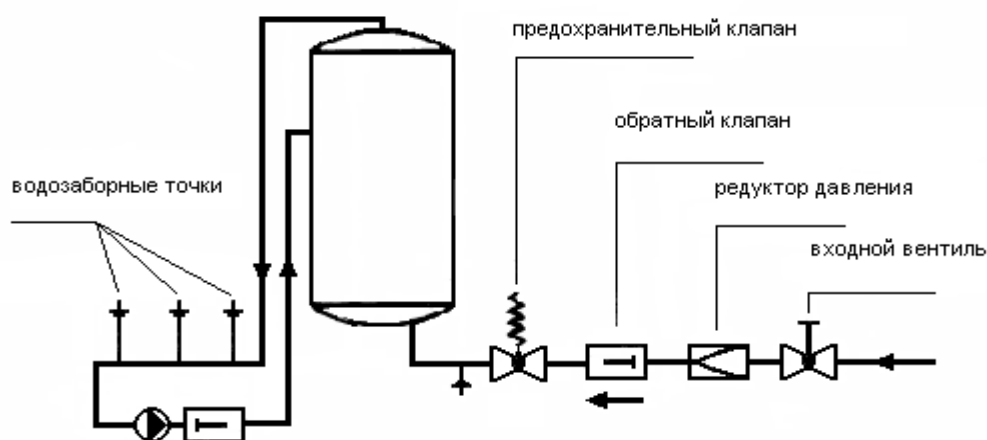 предохранительный клапан
обратный клапан
водозаборные точки
редуктор давления
входной вентиль